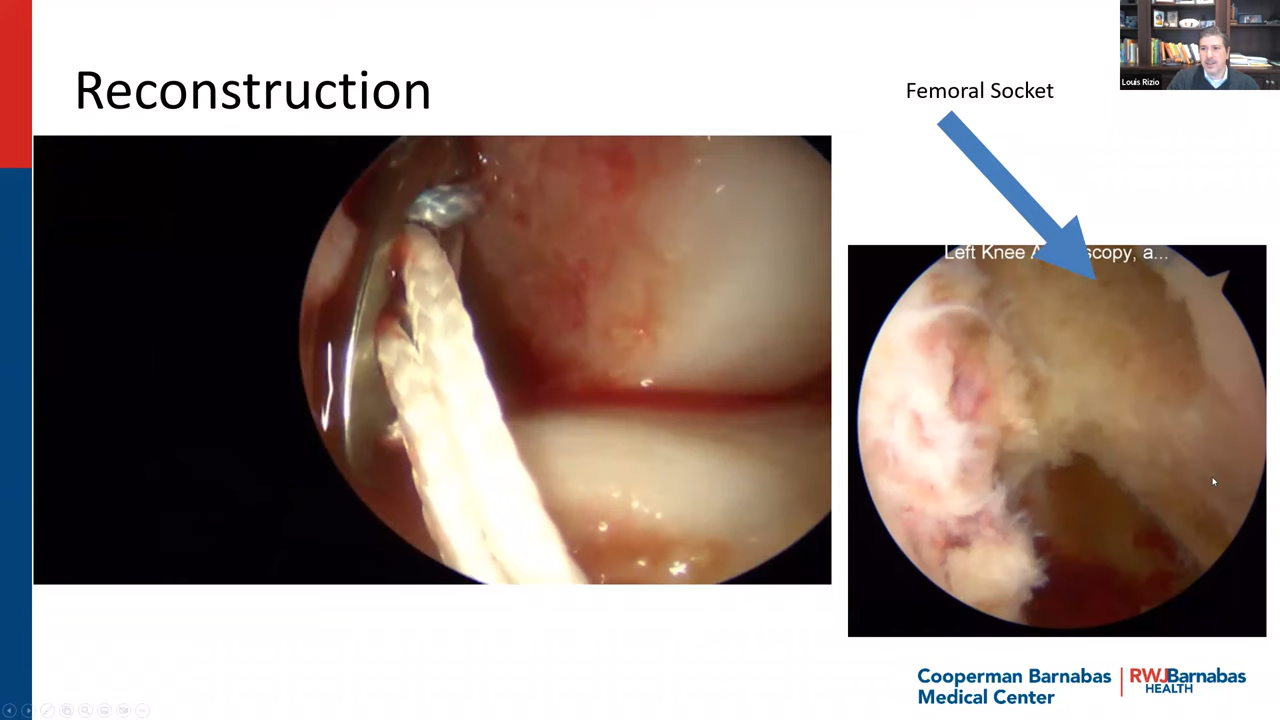 Reconstruction
Femoral Socket
Louis Rizio
Left Knee A scopy, a...
Cooperman Barnabas
Medical Center
RWJBarnabas
HEALTH